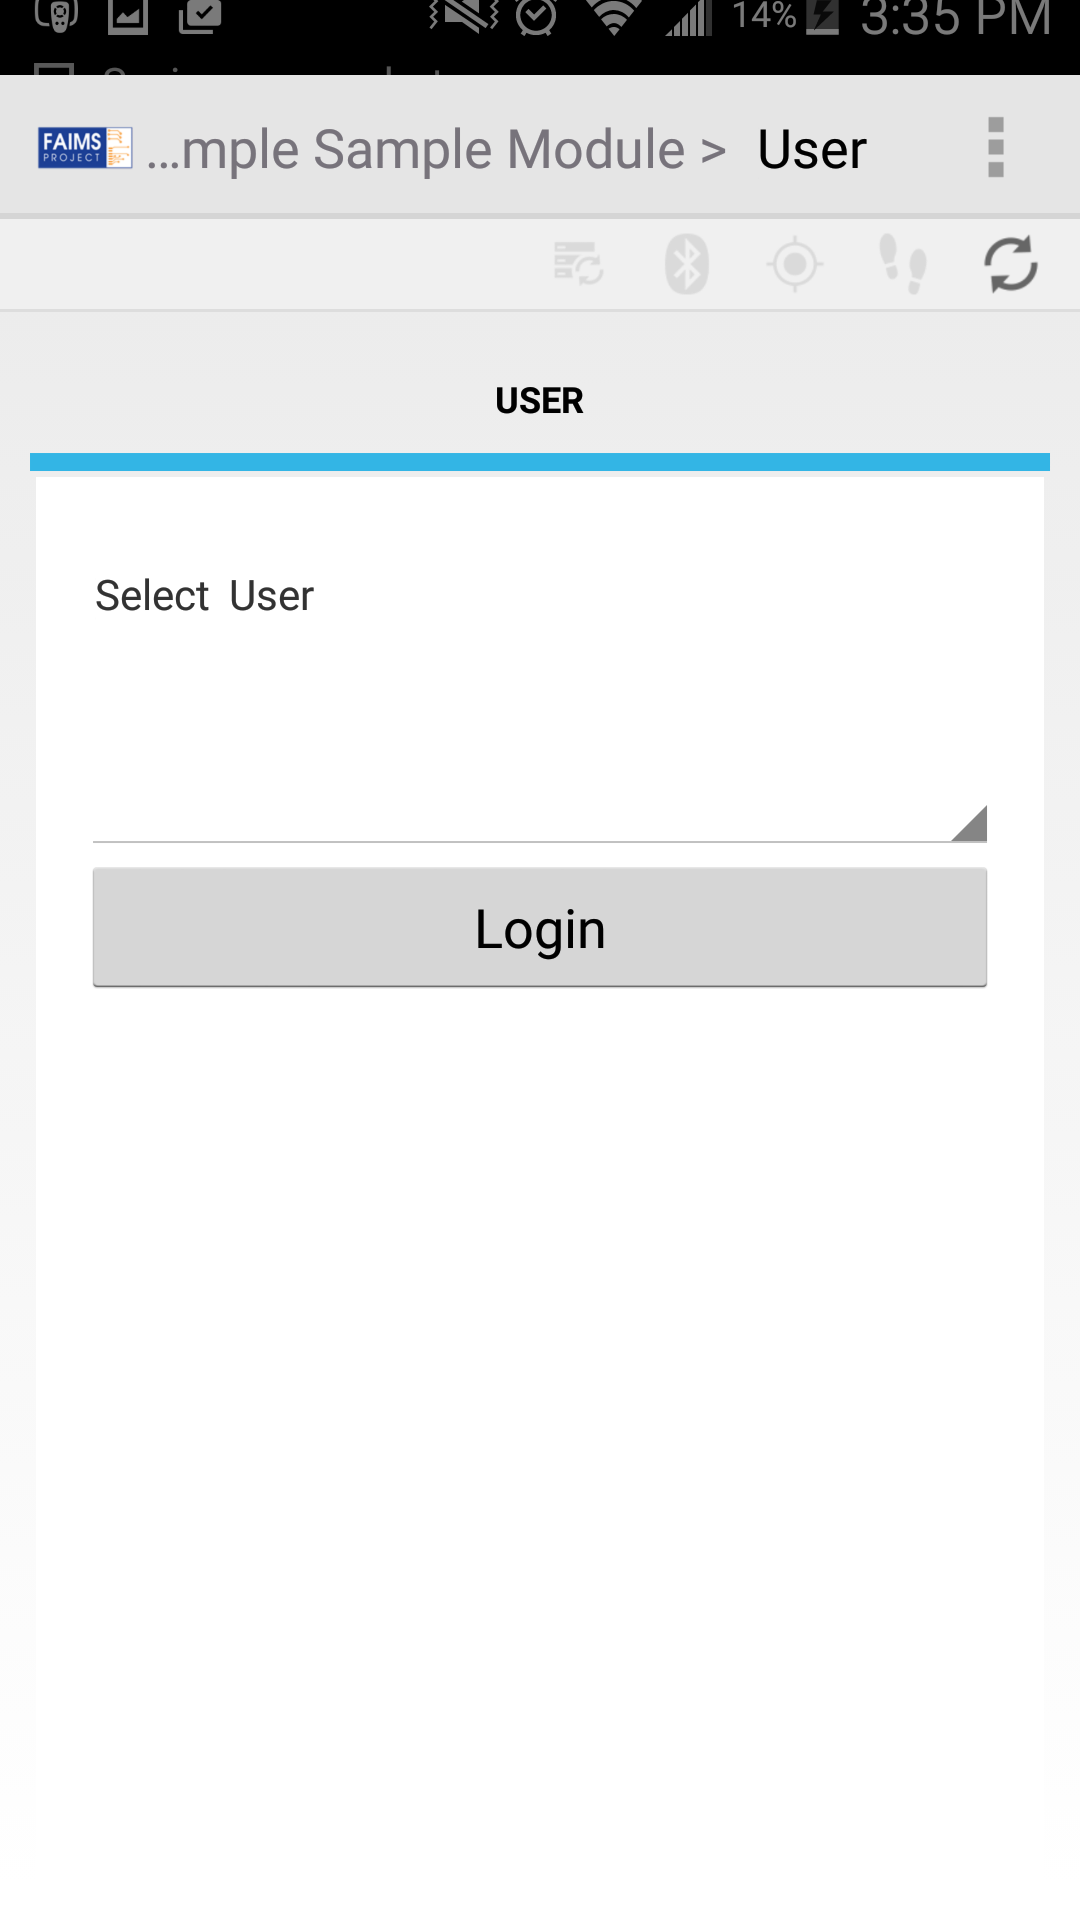 14% 3:35 PM
FAIMS
PROJECT
...mple Sample Module > User
USER
Select User
Login